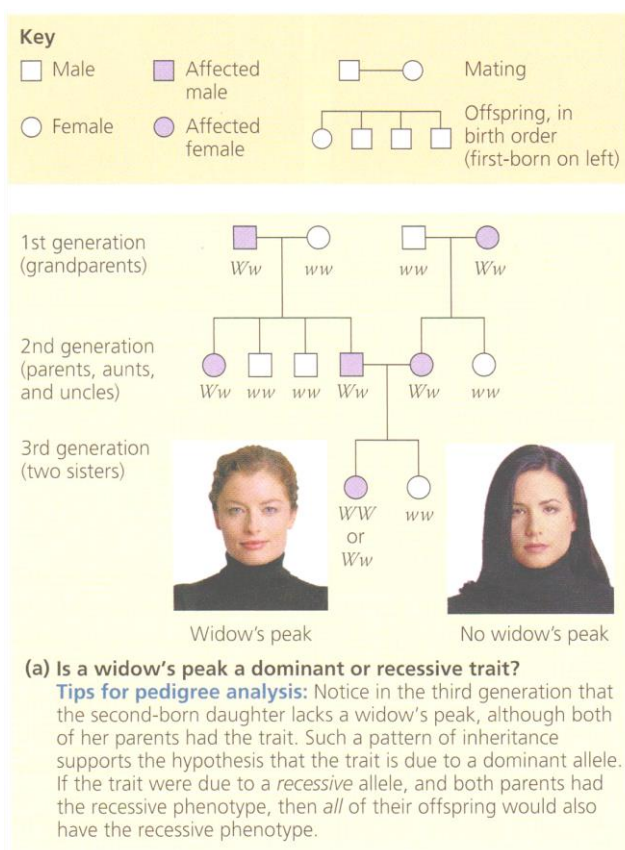 Key
Male
Affected
male
Mating
Female
Affected
female
Offspring, in
birth order
(first-born on left)
1st generation
(grandparents)
Ww
ww
ww
Ww
2nd generation
(parents, aunts,
and uncles)
Ww ww ww Ww Ww ww
3rd generation
(two sisters)
WW
or
Ww
ww
Widow's peak
No widow's peak
(a) Is a widow's peak a dominant or recessive trait?
Tips for pedigree analysis: Notice in the third generation that
the second-born daughter lacks a widow's peak, although both
of her parents had the trait. Such a pattern of inheritance
supports the hypothesis that the trait is due to a dominant allele.
If the trait were due to a recessive allele, and both parents had
the recessive phenotype, then all of their offspring would also
have the recessive phenotype.